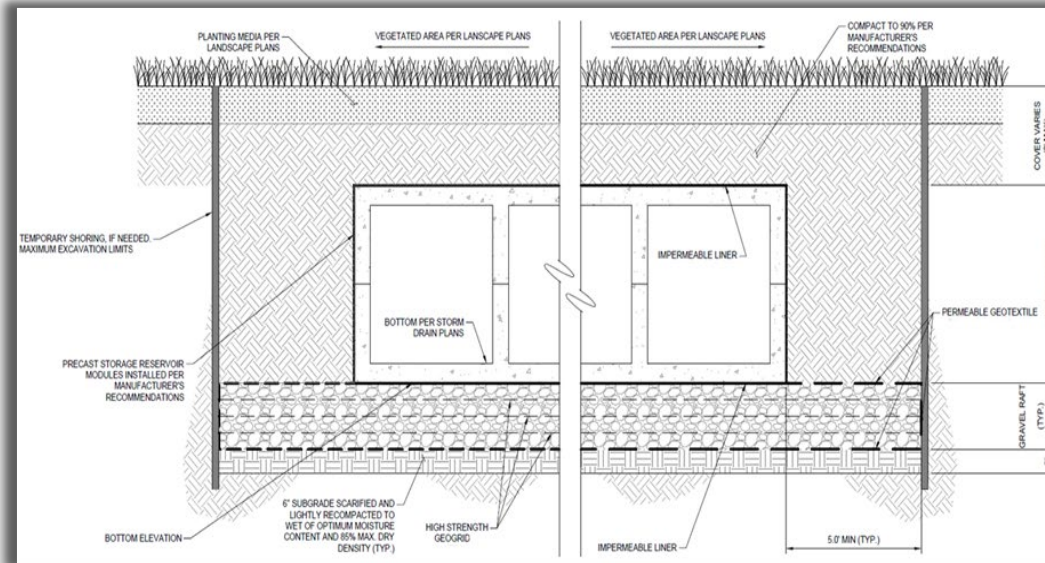 PLANTING MEDIA PER
LANDSCAPE PLANS
VEGETATED AREA PER LANSCAPE PLANS
VEGETATED AREA PER LANSCAPE PLANS
COMPACT TO 90% PER
MANUFACTURER'S
RECOMMENDATIONS
COVER VARIES
TEMPORARY SHORING, IF NEEDED.
MAXIMUM EXCAVATION LIMITS
IMPERMEABLE LINER
BOTTOM PER STORM
DRAIN PLANS
PERMEABLE GEOTEXTILE
PRECAST STORAGE RESERVOIR
MODULES INSTALLED PER
MANUFACTURER'S
RECOMMENDATIONS
GRAVEL RAFT
(TYP.)
6" SUBGRADE SCARIFIED AND
LIGHTLY RECOMPACTED TO
WET OF OPTIMUM MOISTURE
CONTENT AND 85% MAX. DRY
DENSITY (TYP.)
HIGH STRENGTH
GEOGRID
BOTTOM ELEVATION
IMPERMEABLE LINER
5.0' MIN (TYP.)